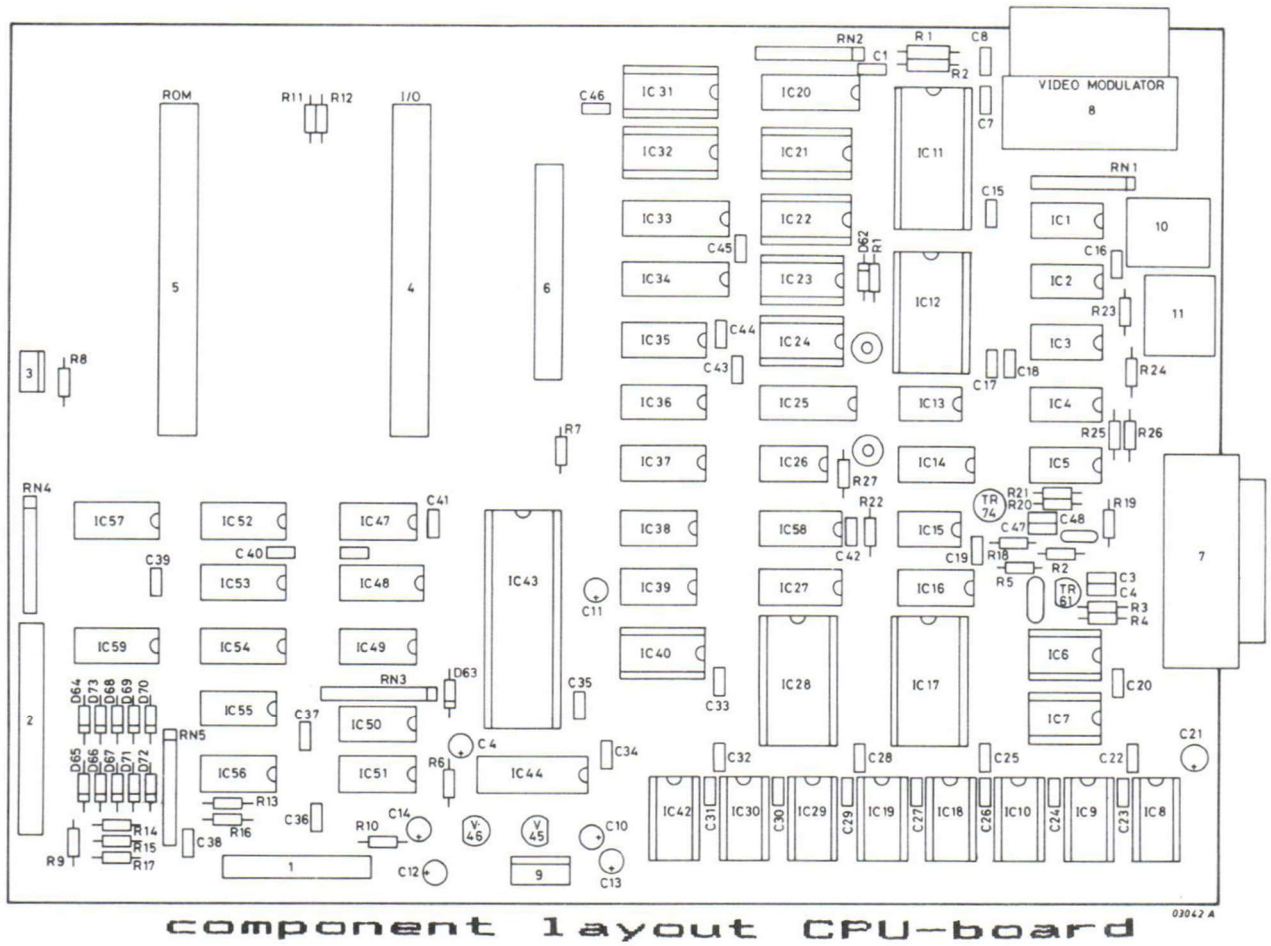 RN2
C1
R1
R2
C8
C7
VIDEO MODULATOR
8
ROM
R11
R12
I/O
C46
IC31
IC20
IC11
IC32
IC21
RN1
C15
IC33
IC22
IC1
10
C45
D62
R1
C16
5
4
6
IC34
IC23
IC12
IC2
R23
11
C44
IC35
IC24
IC3
3
R8
C43
C17
C18
R24
IC36
IC25
IC13
IC4
R7
R25
R26
IC37
IC26
R27
IC14
IC5
RN4
C41
TR
74
R21
R20
R19
IC57
IC52
IC47
IC38
IC58
R22
IC15
C47
C48
C40
C42
C19
R18
R2
7
C39
IC53
IC48
IC43
C11
IC39
IC27
IC16
R5
TR
61
C3
C4
R3
R4
IC59
IC54
IC49
IC40
IC6
D64
D73
D68
D69
D70
RN3
D63
C35
C33
IC28
IC17
C20
2
IC55
C37
IC50
IC7
RN5
C4
C34
C32
C28
C25
C22
C21
D65
D66
D67
D71
D72
IC56
IC51
R6
IC44
R13
R16
C36
IC42
C31
IC30
C30
IC29
C29
IC19
C27
IC18
C26
IC10
C24
IC9
C23
IC8
R9
R14
R15
R17
C38
R10
C14
V
46
V
45
C10
1
C12
9
C13
03042 A
component layout CPU-board